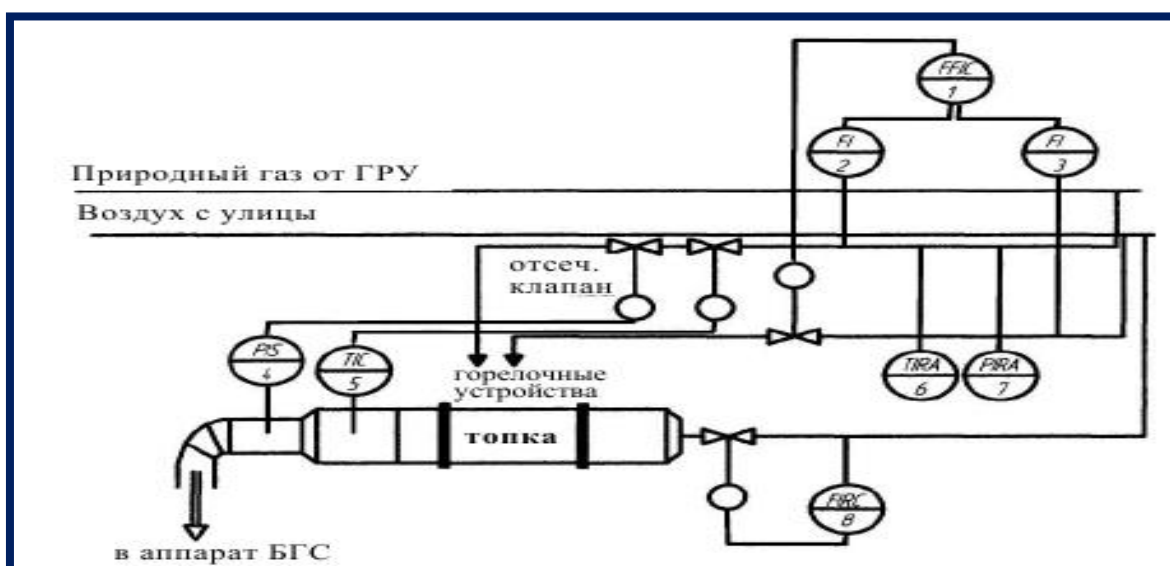 FFIC
1
FI
2
FI
3
Природный газ от ГРУ
Воздух с улицы
отсеч.
клапан
PIS
4
TIC
5
горелочные
устройства
TIRA
6
PIRA
7
топка
FIRC
8
в аппарат БГС